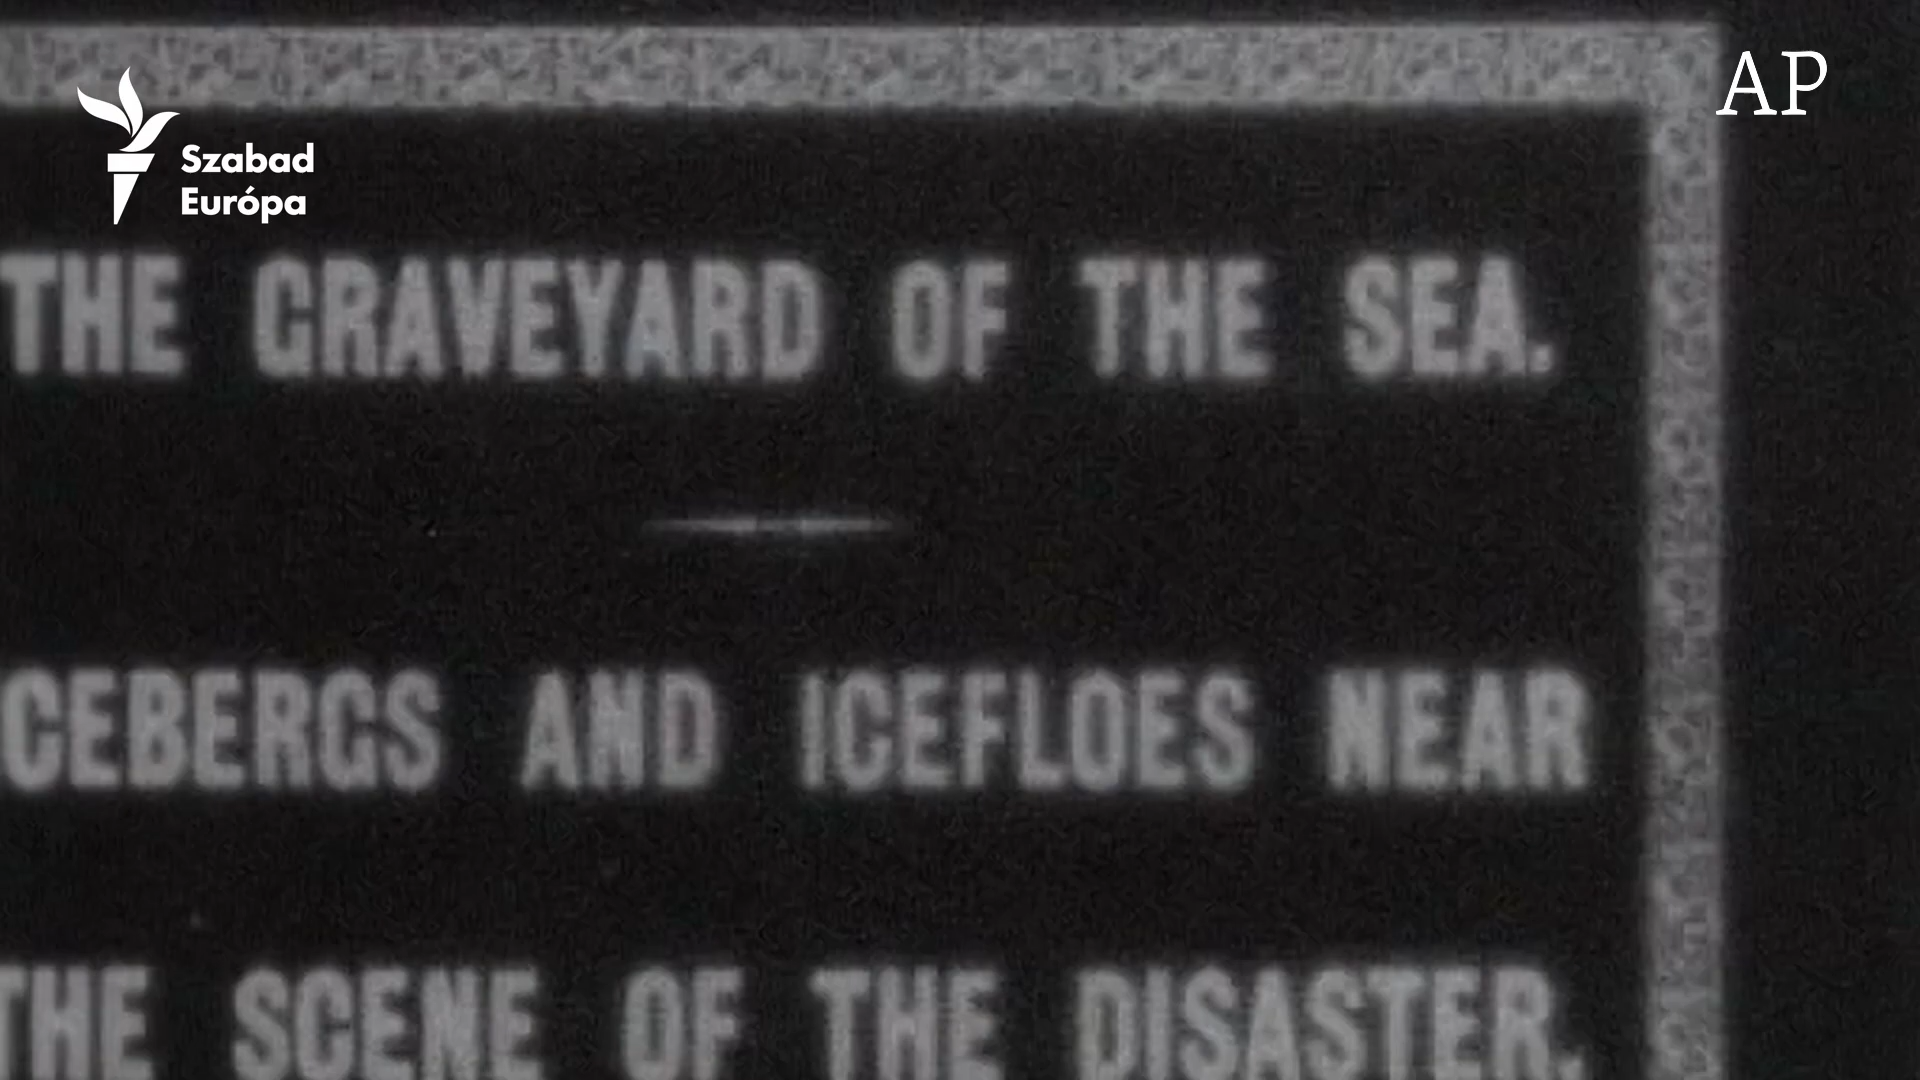 AP
Szabad
Európa
THE GRAVEYARD OF THE SEA.
CEBERGS AND ICEFLOES NEAR
THE SCENE OF THE DISASTER.